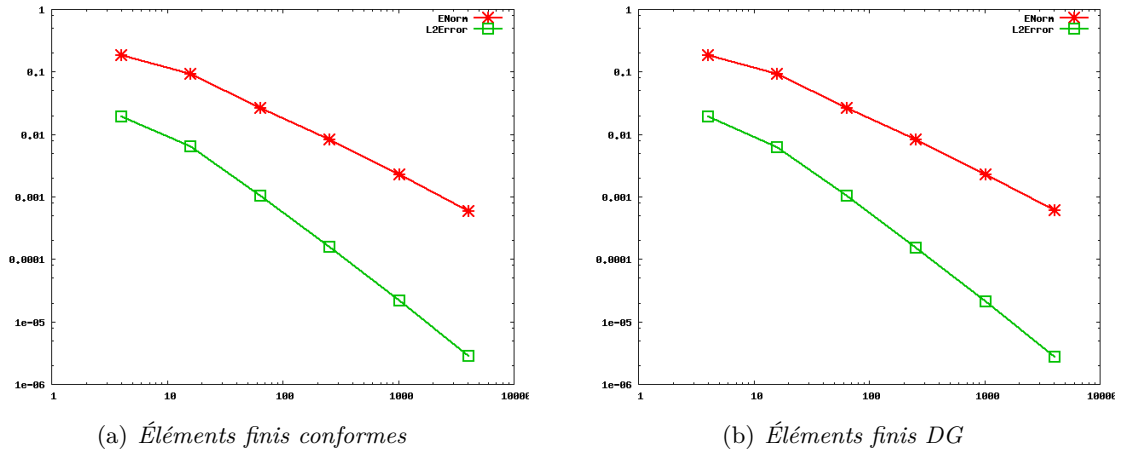 1
0.1
0.01
0.001
0.0001
1e-05
1e-06
1
10
100
1000
10000
ENorm
L2Error
(a) Éléments finis conformes
1
0.1
0.01
0.001
0.0001
1e-05
1e-06
1
10
100
1000
10000
ENorm
L2Error
(b) Éléments finis DG